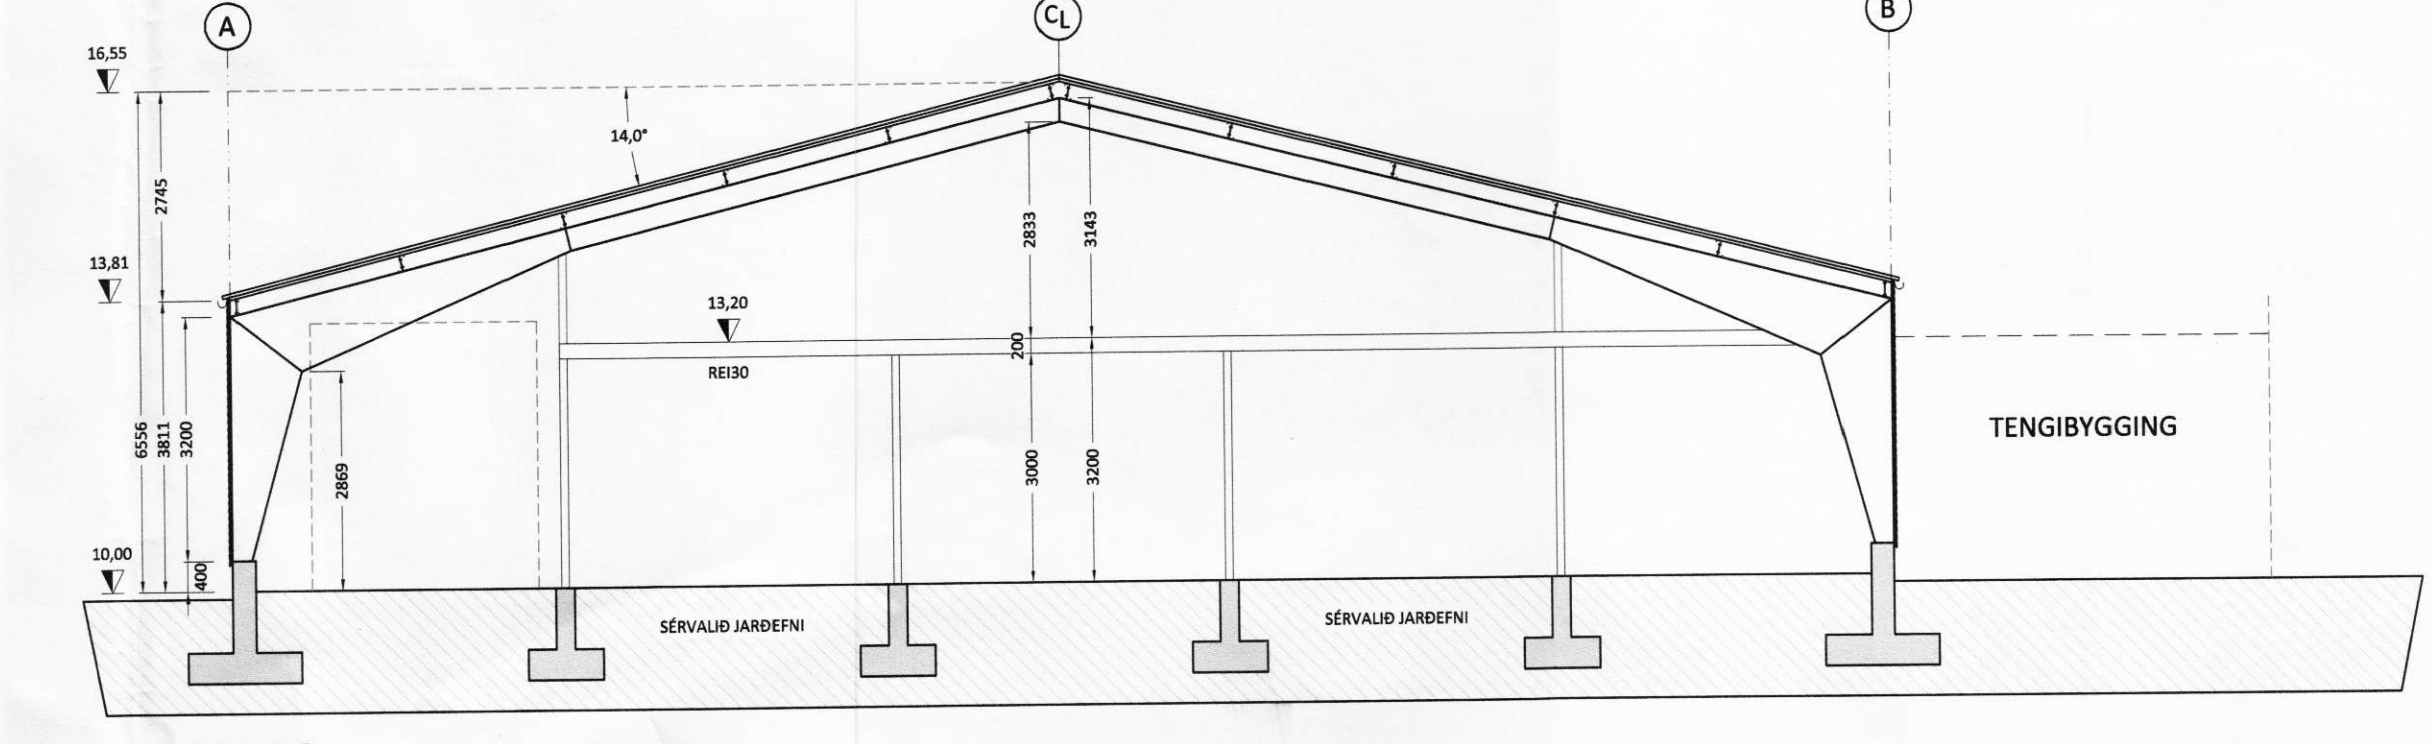 A
CL
B
16,55
14,0°
2745
2833
3143
13,81
13,20
200
REI30
6556
3811
3200
2869
3000
3200
TENGIBYGGING
10,00
400
SÉRVALIÐ JARÐEFNI
SÉRVALIÐ JARÐEFNI